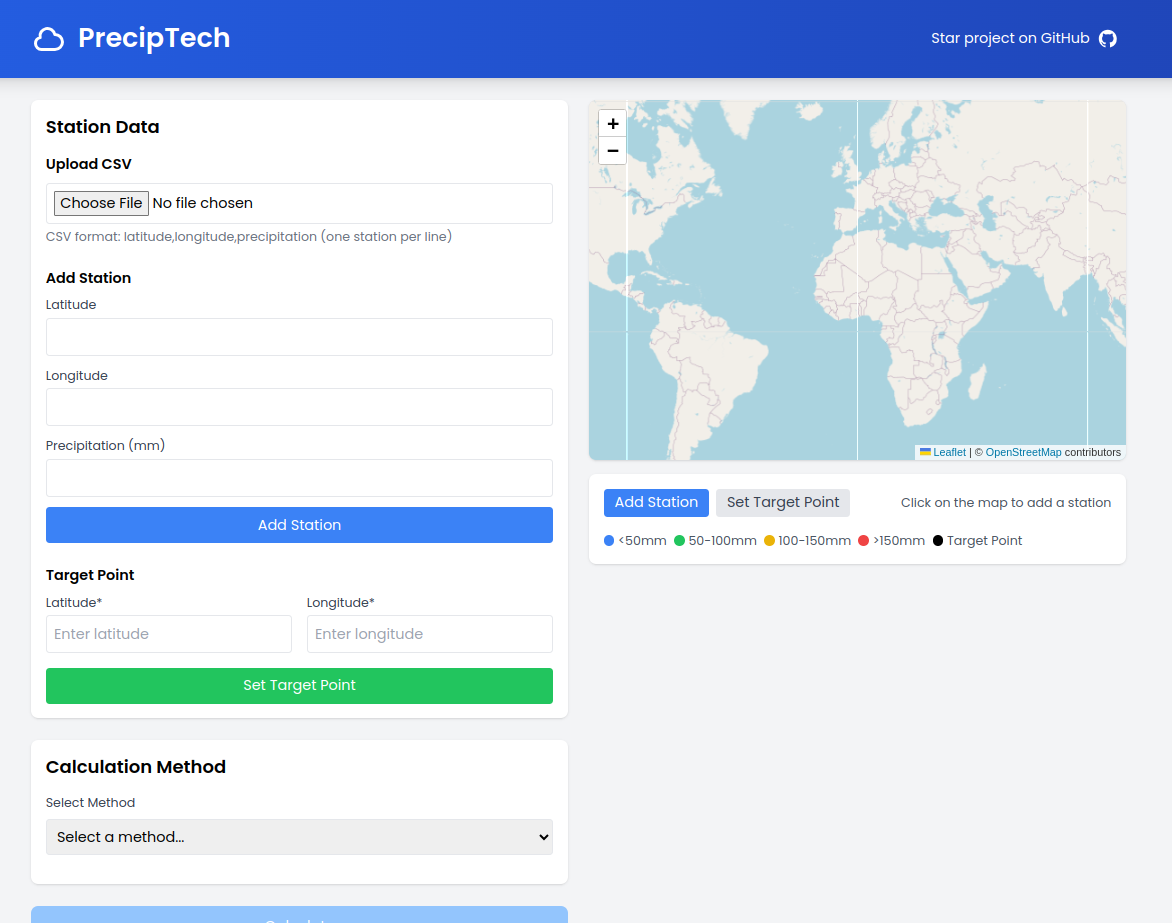 PrecipTech
Star project on GitHub
Station Data
Upload CSV
Choose File No file chosen
CSV format: latitude,longitude,precipitation (one station per line)
Add Station
Latitude
Longitude
Precipitation (mm)
Add Station
Target Point
Latitude* Longitude*
Enter latitude Enter longitude
Set Target Point
Calculation Method
Select Method
Select a method...
+
−
Leaflet | © OpenStreetMap contributors
Add Station Set Target Point Click on the map to add a station
<50mm 50-100mm 100-150mm >150mm Target Point